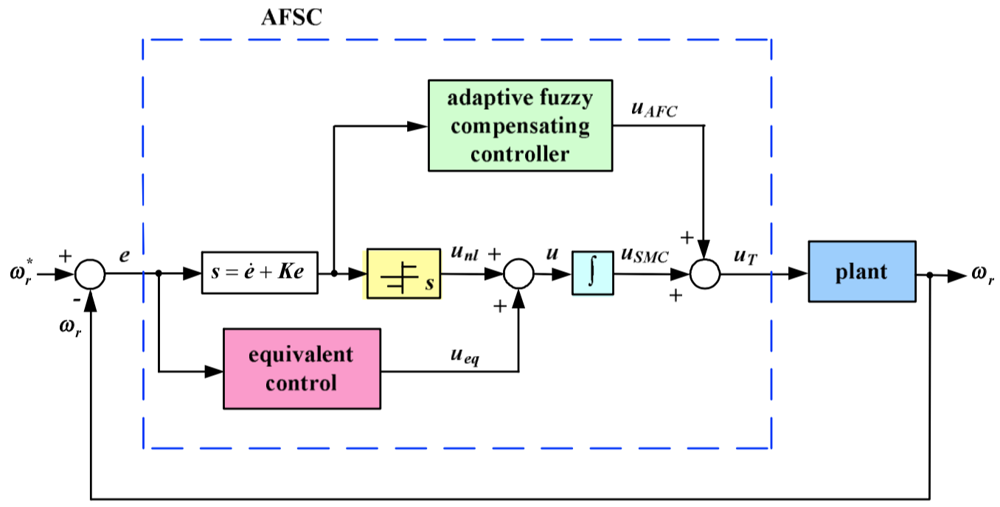 AFSC
adaptive fuzzy
compensating
controller
u_AFC
+
e
ω_r^*
-
ω_r
s = ė + Ke
s
u_nl
+
+
u
∫
u_SMC
+
+
u_T
plant
ω_r
equivalent
control
u_eq